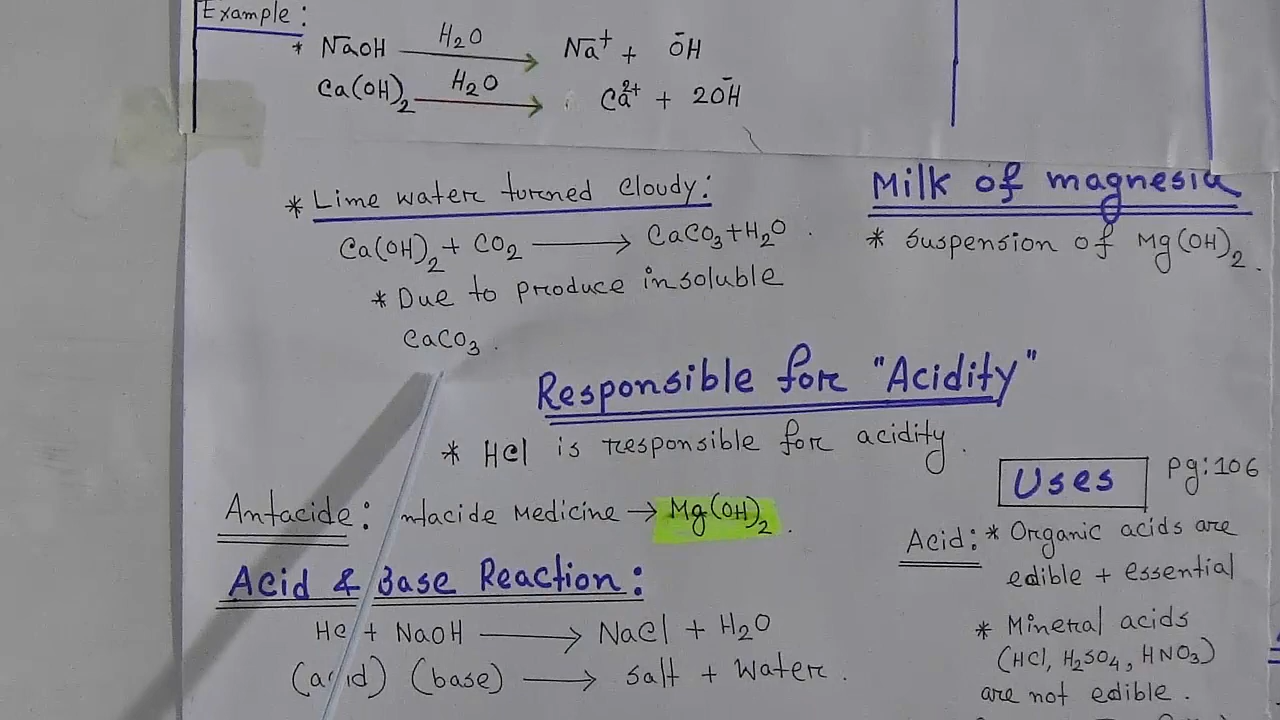 Example:
* NaOH —H₂O→ Na⁺ + ŌH
Ca(OH)₂ —H₂O→ Ca²⁺ + 2ŌH
* Lime water turned cloudy:
Ca(OH)₂ + CO₂ → CaCO₃ + H₂O.
* Due to produce insoluble
CaCO₃.
Milk of magnesia
* Suspension of Mg(OH)₂.
Responsible for "Acidity"
* HCl is responsible for acidity.
Antacide: ntacide Medicine → Mg(OH)₂.
Acid & Base Reaction:
HC + NaOH → NaCl + H₂O
(acid) (base) → salt + Water.
Uses pg:106
Acid: * Organic acids are
edible + essential
* Mineral acids
(HCl, H₂SO₄, HNO₃)
are not edible.